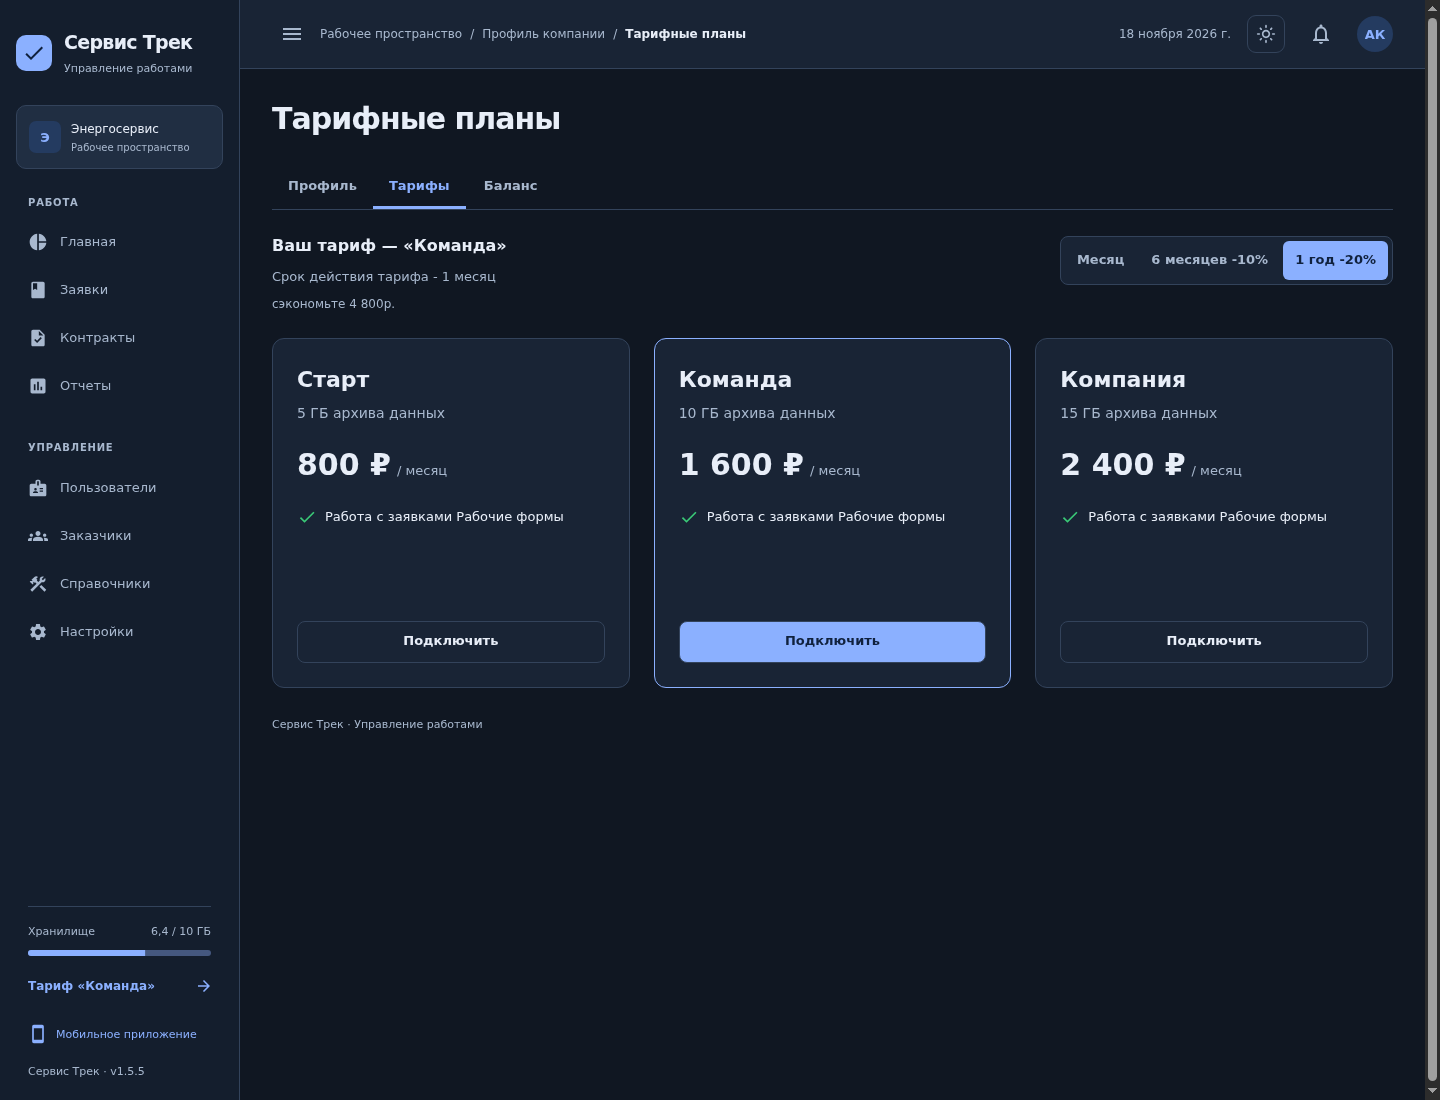 Сервис Трек
Управление работами
Э
Энергосервис
Рабочее пространство
РАБОТА
Главная
Заявки
Контракты
Отчеты
УПРАВЛЕНИЕ
Пользователи
Заказчики
Справочники
Настройки
Хранилище 6,4 / 10 ГБ
Тариф «Команда»
Мобильное приложение
Сервис Трек · v1.5.5
Рабочее пространство / Профиль компании / Тарифные планы
18 ноября 2026 г.
АК
Тарифные планы
Профиль Тарифы Баланс
Ваш тариф — «Команда»
Срок действия тарифа - 1 месяц
сэкономьте 4 800р.
Месяц 6 месяцев -10% 1 год -20%
Старт
5 ГБ архива данных
800 ₽ / месяц
Работа с заявками Рабочие формы
Подключить
Команда
10 ГБ архива данных
1 600 ₽ / месяц
Работа с заявками Рабочие формы
Подключить
Компания
15 ГБ архива данных
2 400 ₽ / месяц
Работа с заявками Рабочие формы
Подключить
Сервис Трек · Управление работами